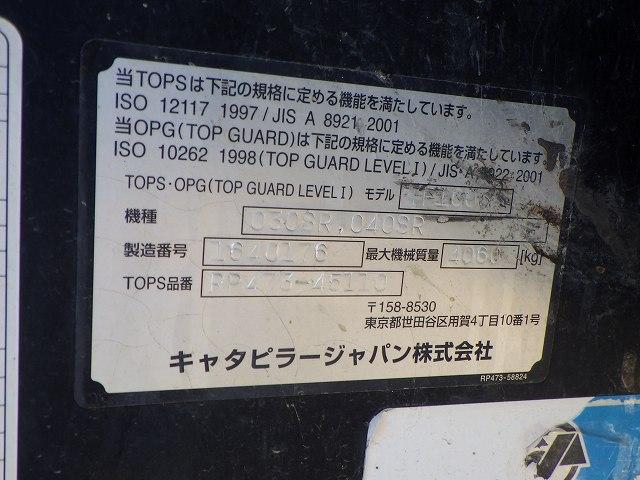 当TOPSは下記の規格に定める機能を満たしています。
ISO 12117 1997/JIS A 8921 2001
当OPG(TOP GUARD)は下記の規格に定める機能を満たしています。
ISO 10262 1998(TOP GUARD LEVELⅠ)/JIS A 8922 2001
TOPS・OPG(TOP GUARD LEVELⅠ) モデル
機種 030SR,040SR
製造番号 1640176 最大機械質量 4060 [kg]
TOPS品番 RP473-45110
〒158-8530
東京都世田谷区用賀4丁目10番1号
キャタピラージャパン株式会社
RP473-58824